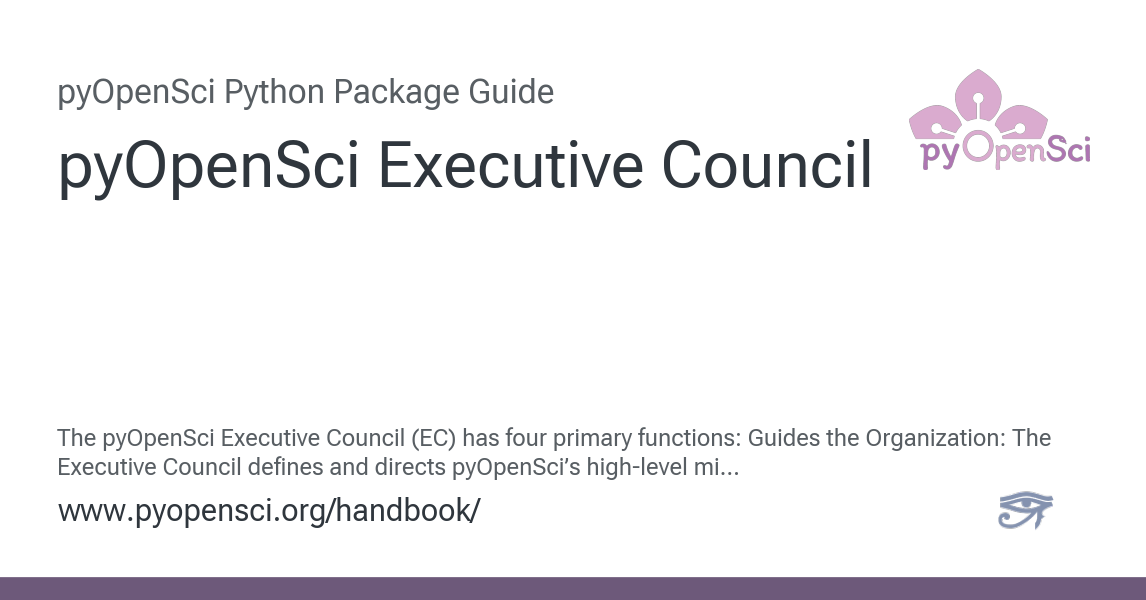 pyOpenSci Python Package Guide
pyOpenSci Executive Council
pyOpenSci
The pyOpenSci Executive Council (EC) has four primary functions: Guides the Organization: The
Executive Council defines and directs pyOpenSci’s high-level mi...
www.pyopensci.org/handbook/